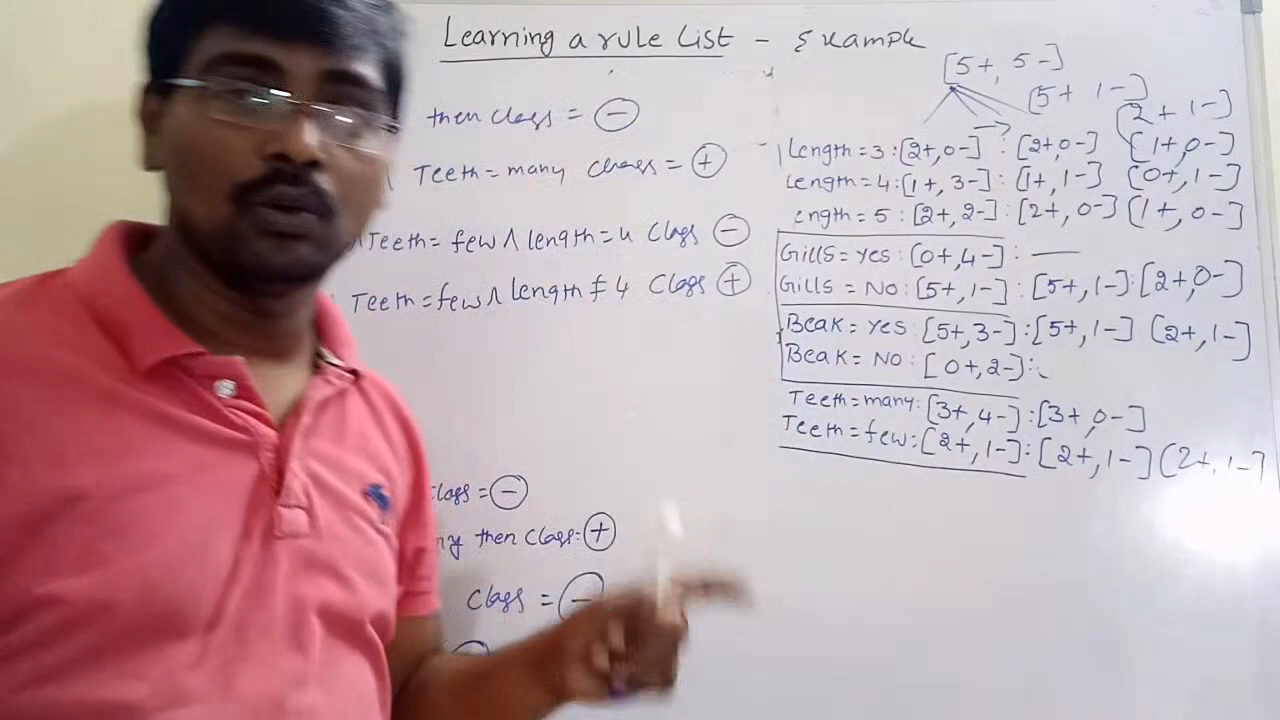 Learning a rule List - Example
then class = ⊖
Teeth = many class = ⊕
Teeth = few ∧ length = 4 Class ⊖
Teeth = few ∧ length ≠ 4 Class ⊕
Class = ⊖
then class: ⊕
Class = ⊖
[5+, 5-]
[5+ 1-]
[2+ 1-]
Length = 3 : [2+, 0-] : [2+, 0-] [1+, 0-]
Length = 4 : [1+, 3-] : [1+, 1-] [0+, 1-]
ength = 5 : [2+, 2-] : [2+, 0-] [1+, 0-]
Gills = yes : [0+, 4-] : —
Gills = NO : [5+, 1-] : [5+, 1-] : [2+, 0-]
Beak = yes : [5+, 3-] : [5+, 1-] (2+, 1-]
Beak = NO : [0+, 2-] :
Teeth = many : [3+, 4-] : [3+, 0-]
Teeth = few : [2+, 1-] : [2+, 1-] (2+, 1-]